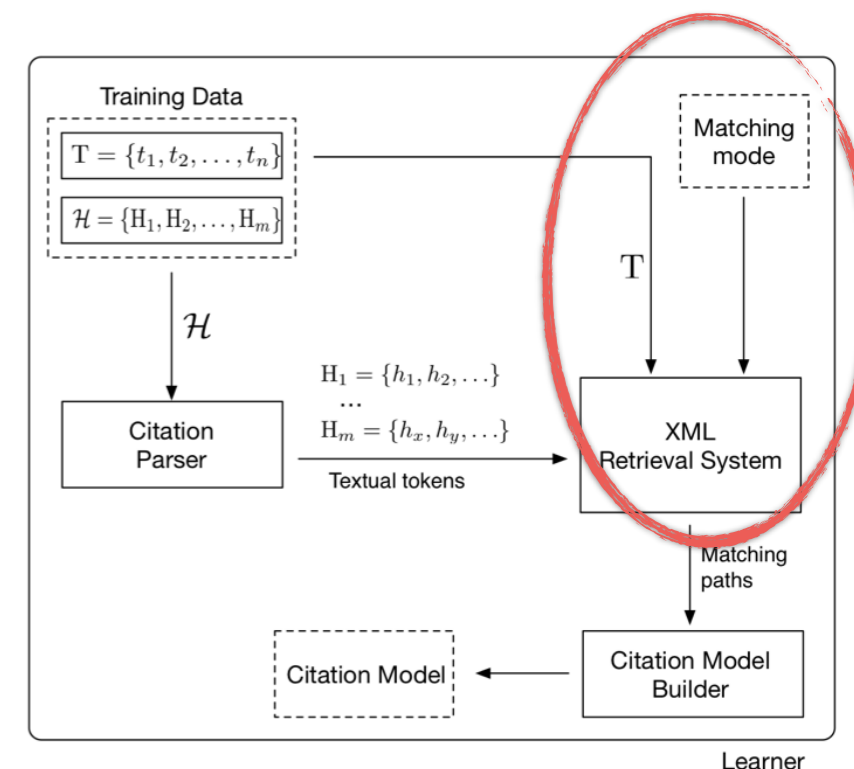 Training Data
T = {t₁, t₂, . . . , tₙ}
ℋ = {H₁, H₂, . . . , Hₘ}
Matching
mode
T
ℋ
H₁ = {h₁, h₂, . . .}
...
Hₘ = {hₓ, hᵧ, . . .}
Textual tokens
Citation
Parser
XML
Retrieval System
Matching
paths
Citation Model
Builder
Citation Model
Learner